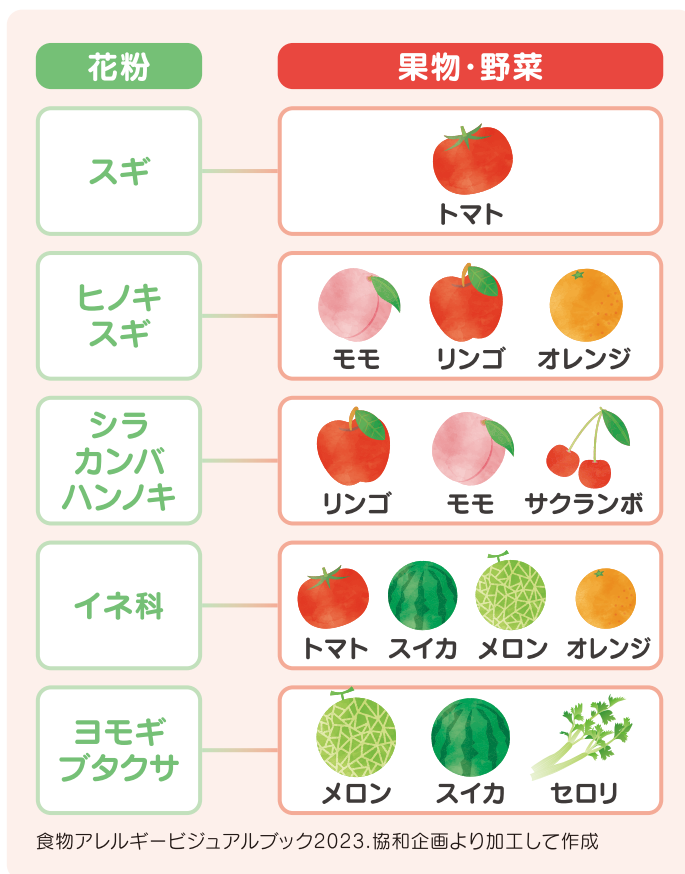 花粉
果物・野菜
スギ
トマト
ヒノキ
スギ
モモ リンゴ オレンジ
シラ
カンバ
ハンノキ
リンゴ モモ サクランボ
イネ科
トマト スイカ メロン オレンジ
ヨモギ
ブタクサ
メロン スイカ セロリ
食物アレルギービジュアルブック2023.協和企画より加工して作成